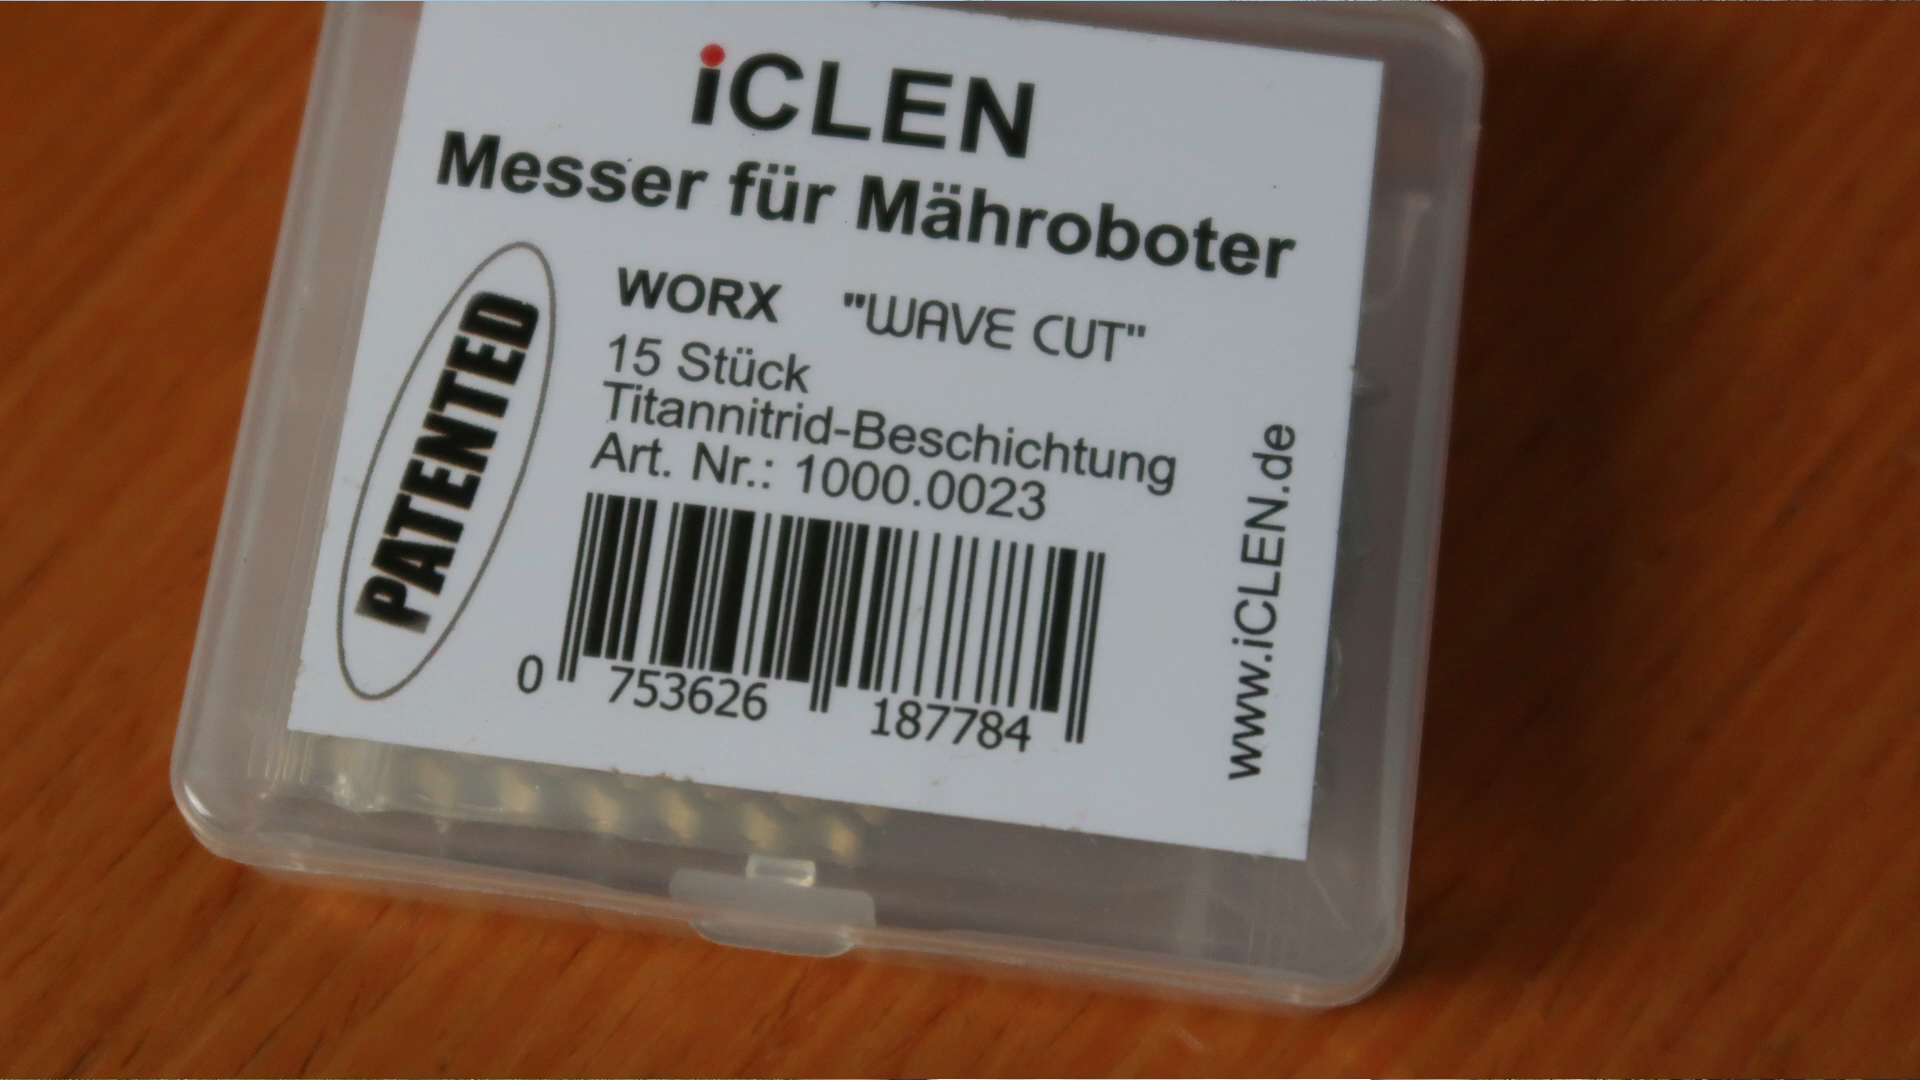 iCLEN
Messer für Mähroboter
WORX "WAVE CUT"
15 Stück
Titannitrid-Beschichtung
Art. Nr.: 1000.0023
PATENTED
0 753626 187784
www.iCLEN.de